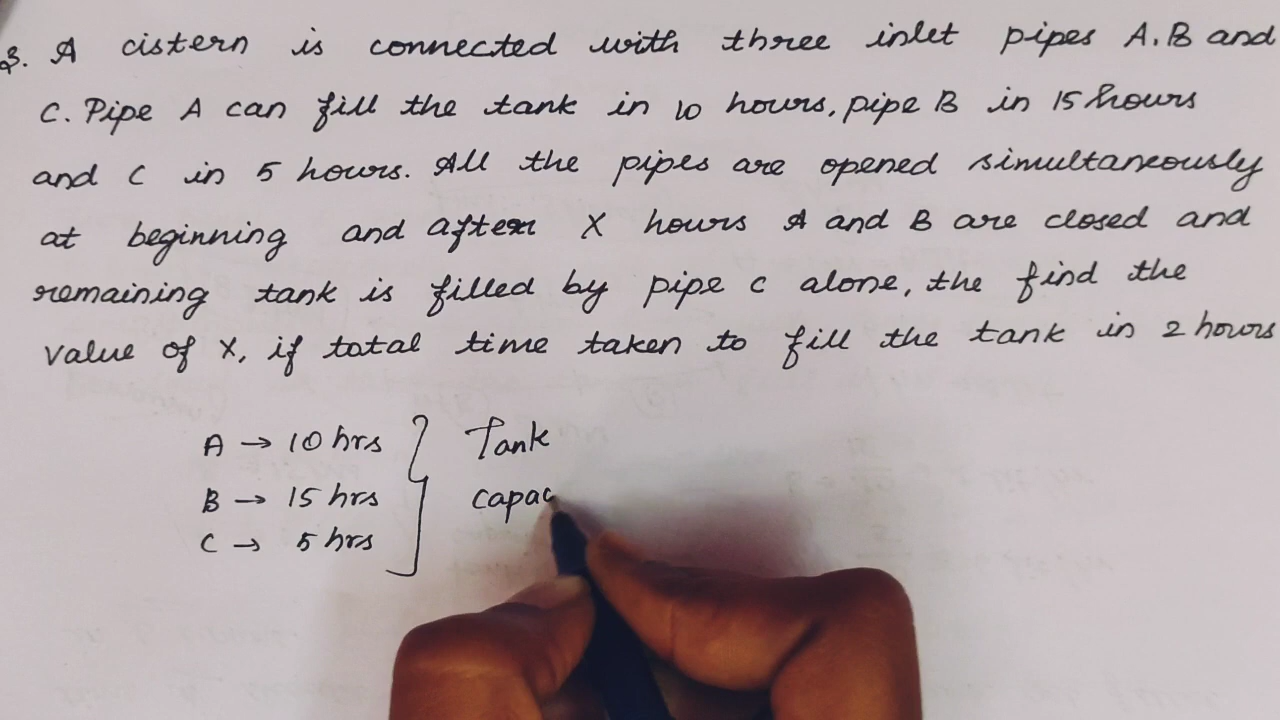 3. A cistern is connected with three inlet pipes A, B and
C. Pipe A can fill the tank in 10 hours, pipe B in 15 hours
and C in 5 hours. All the pipes are opened simultaneously
at beginning and after X hours A and B are closed and
remaining tank is filled by pipe c alone, the find the
value of X, if total time taken to fill the tank in 2 hours
A → 10 hrs
B → 15 hrs
C → 5 hrs
Tank
capac